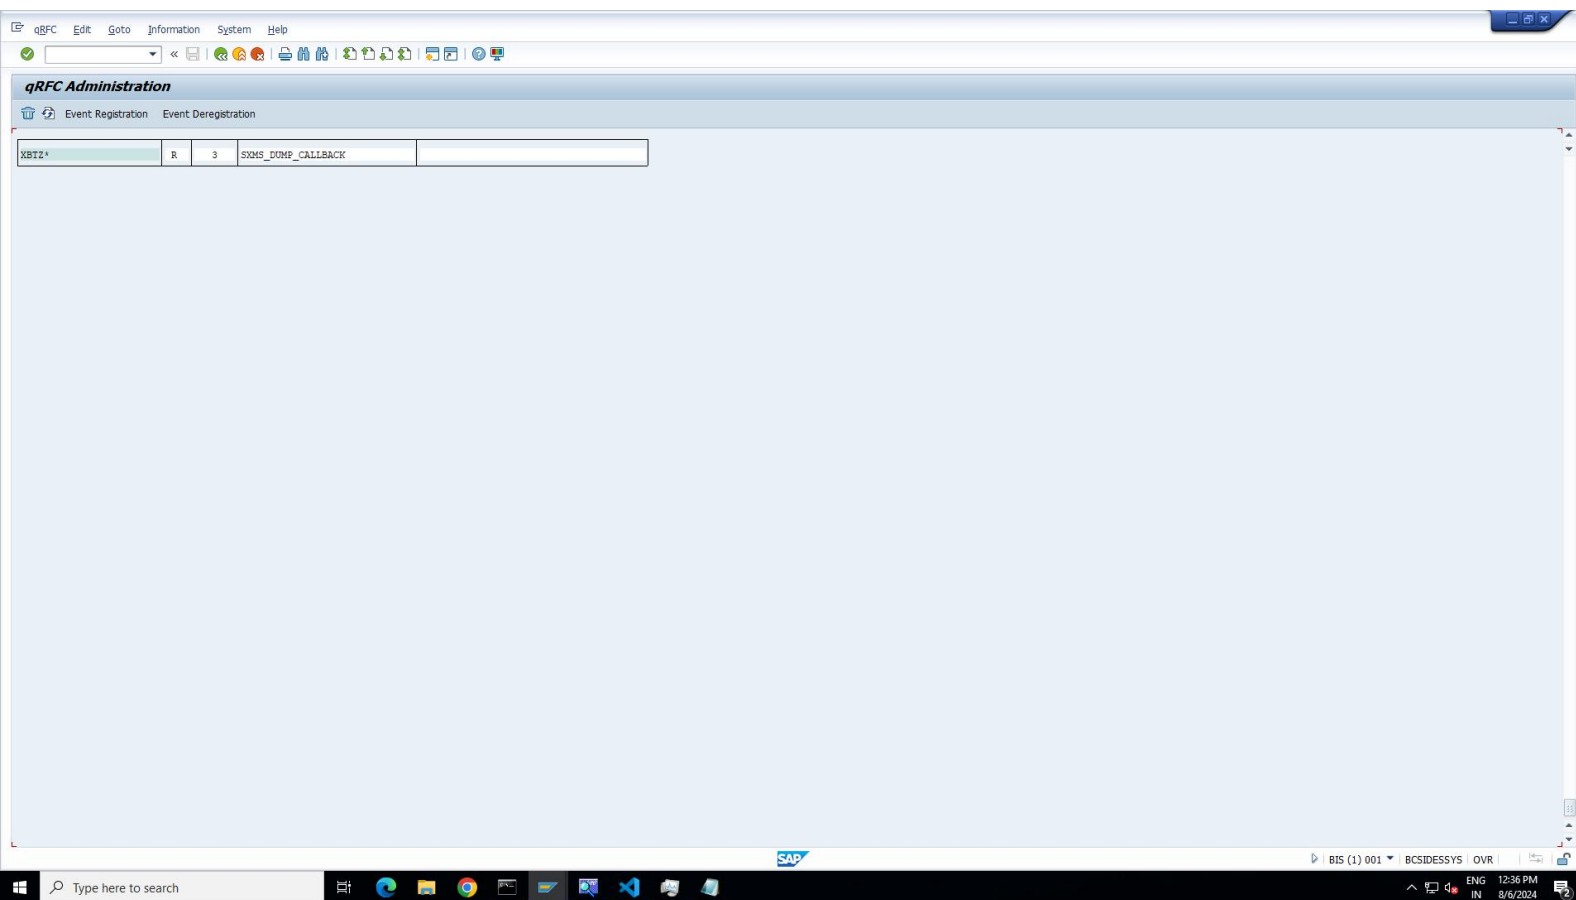 qRFC Edit Goto Information System Help
qRFC Administration
Event Registration Event Deregistration
XBTZ* R 3 SXMS_DUMP_CALLBACK
SAP
BIS (1) 001 BCSIDESSYS OVR
Type here to search
ENG 12:36 PM
IN 8/6/2024
2